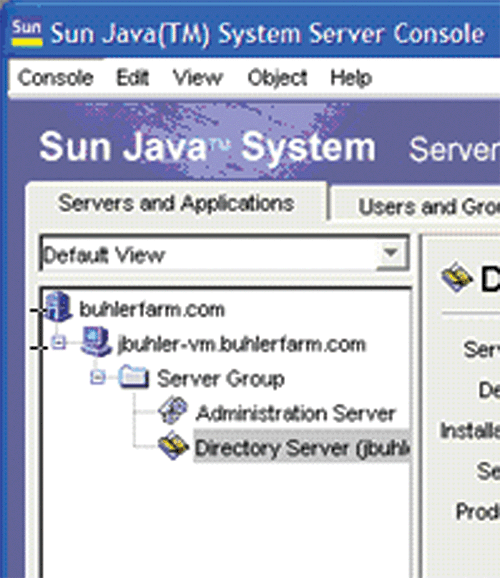 Sun Sun Java(TM) System Server Console
Console Edit View Object Help
Sun Java™ System Server
Servers and Applications Users and Gro
Default View
buhlerfarm.com
jbuhler-vm.buhlerfarm.com
Server Group
Administration Server
Directory Server (jbuhl
D
Serv
De
Installe
Se
Produ